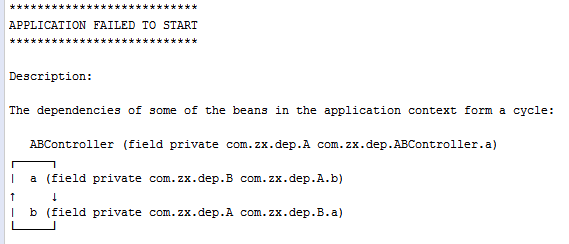 ***************************
APPLICATION FAILED TO START
***************************
Description:
The dependencies of some of the beans in the application context form a cycle:
   ABController (field private com.zx.dep.A com.zx.dep.ABController.a)
┌─────┐
|  a (field private com.zx.dep.B com.zx.dep.A.b)
↑     ↓
|  b (field private com.zx.dep.A com.zx.dep.B.a)
└─────┘